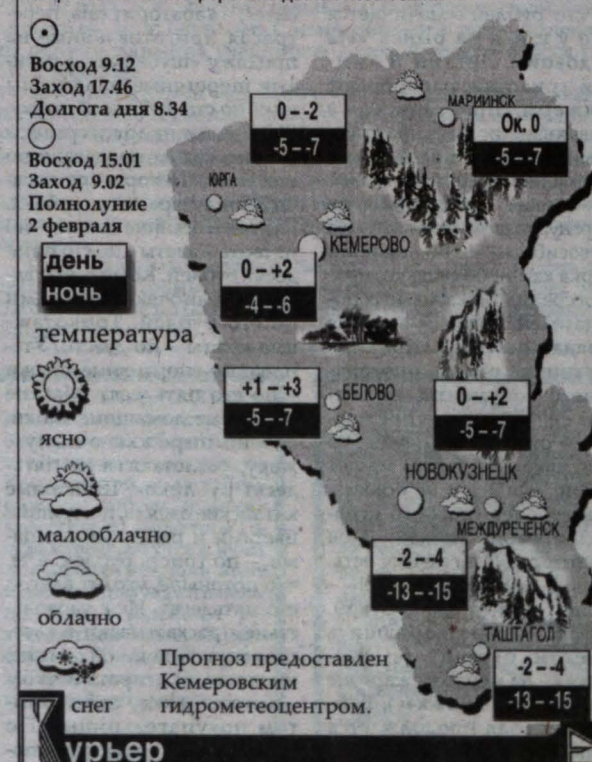 Восход 9.12
Заход 17.46
Долгота дня 8.34
Восход 15.01
Заход 9.02
Полнолуние
2 февраля
день
ночь
температура
ясно
малооблачно
облачно
снег
Прогноз предоставлен
Кемеровским
гидрометеоцентром.
0 – -2
-5 – -7
МАРИИНСК
Ок. 0
-5 – -7
ЮРГА
КЕМЕРОВО
0 – +2
-4 – -6
+1 – +3
-5 – -7
БЕЛОВО
0 – +2
-5 – -7
НОВОКУЗНЕЦК
МЕЖДУРЕЧЕНСК
-2 – -4
-13 – -15
ТАШТАГОЛ
-2 – -4
-13 – -15
Курьер